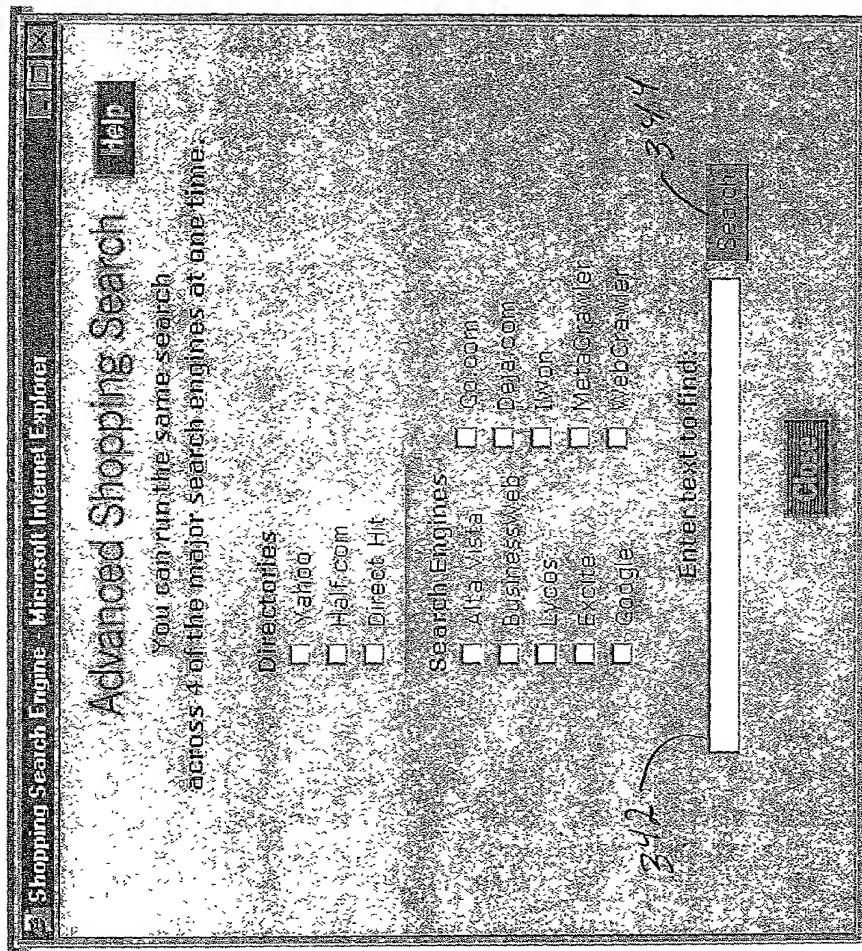 Shopping Search Engine - Microsoft Internet Explorer
Advanced Shopping Search
Help
You can run the same search
across 4 of the major search engines at one time.
Directories
Yahoo
Half.com
Direct Hit
Search Engines
Alta Vista
BusinessWeb
Lycos
Excite
Google
Go.com
Deja.com
IWon
MetaCrawler
WebCrawler
Enter text to find:
Search
Close
342
344